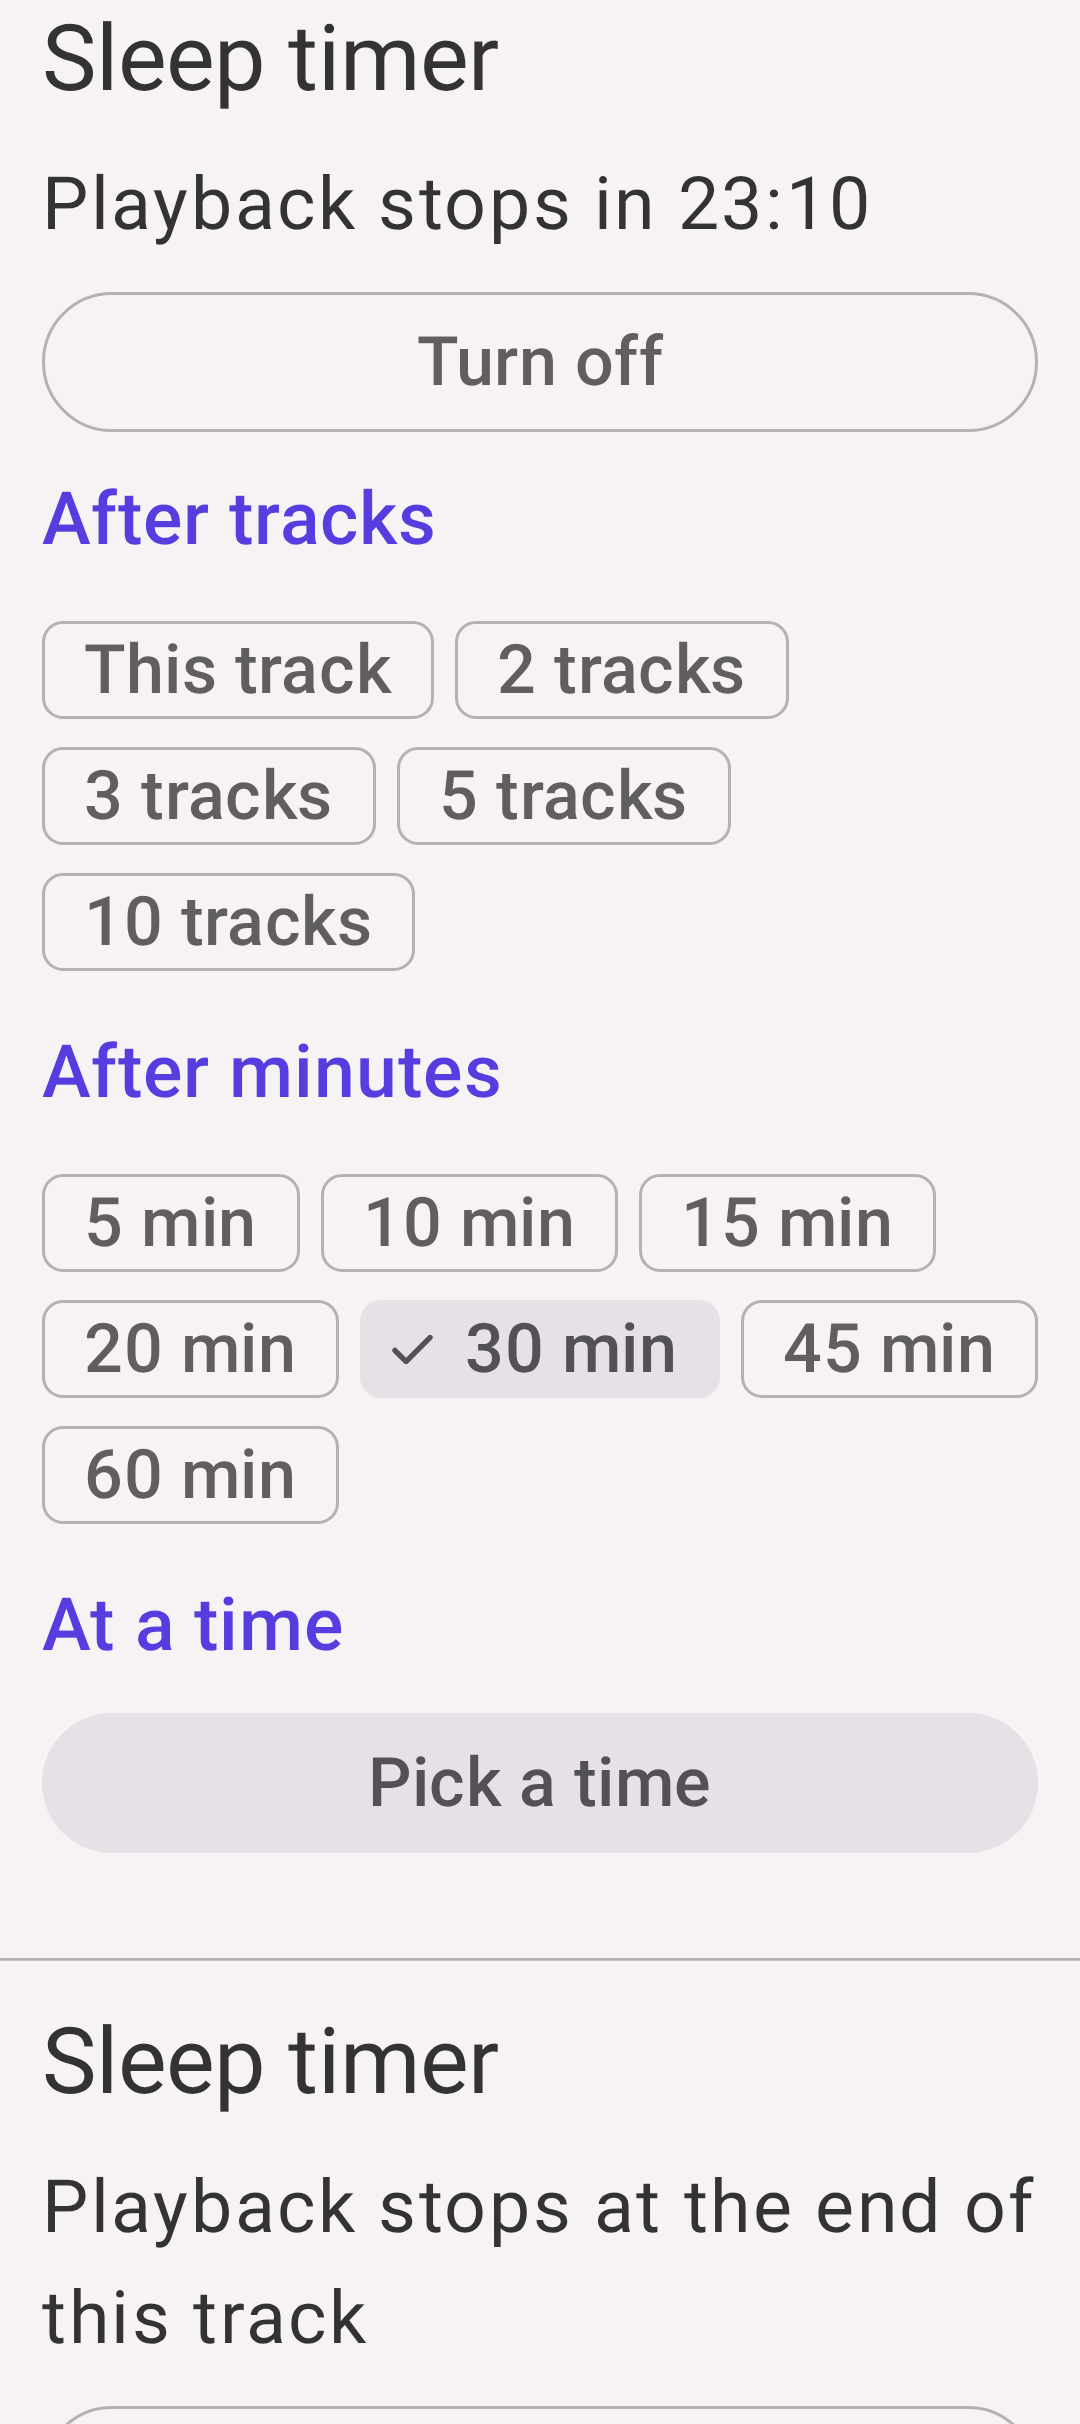 Sleep timer
Playback stops in 23:10
Turn off
After tracks
This track
2 tracks
3 tracks
5 tracks
10 tracks
After minutes
5 min
10 min
15 min
20 min
30 min
45 min
60 min
At a time
Pick a time
Sleep timer
Playback stops at the end of
this track